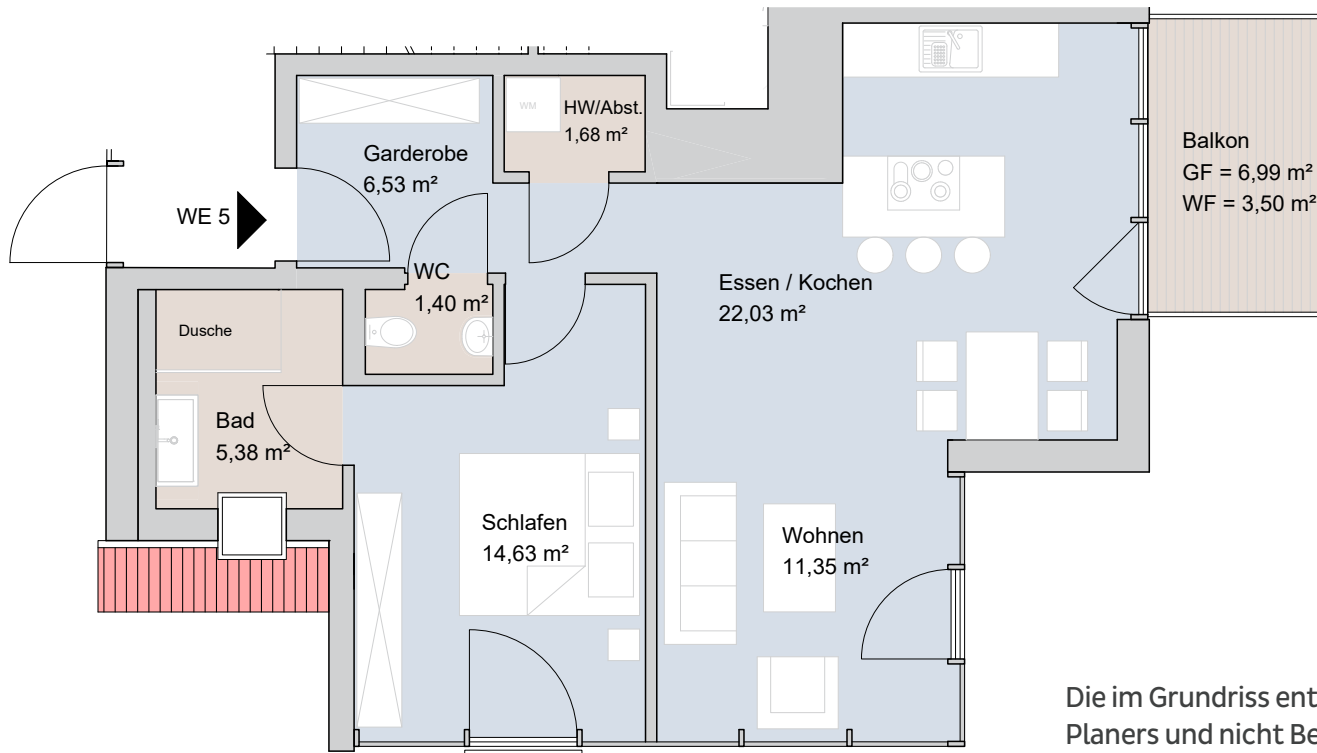 WM
HW/Abst.
1,68 m²
Garderobe
6,53 m²
Balkon
GF = 6,99 m²
WF = 3,50 m²
WE 5
WC
1,40 m²
Essen / Kochen
22,03 m²
Dusche
Bad
5,38 m²
Schlafen
14,63 m²
Wohnen
11,35 m²
Die im Grundriss ent
Planers und nicht Be